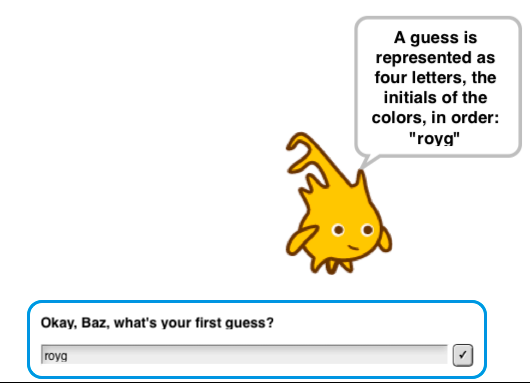 A guess is
represented as
four letters, the
initials of the
colors, in order:
"royg"
Okay, Baz, what's your first guess?
royg